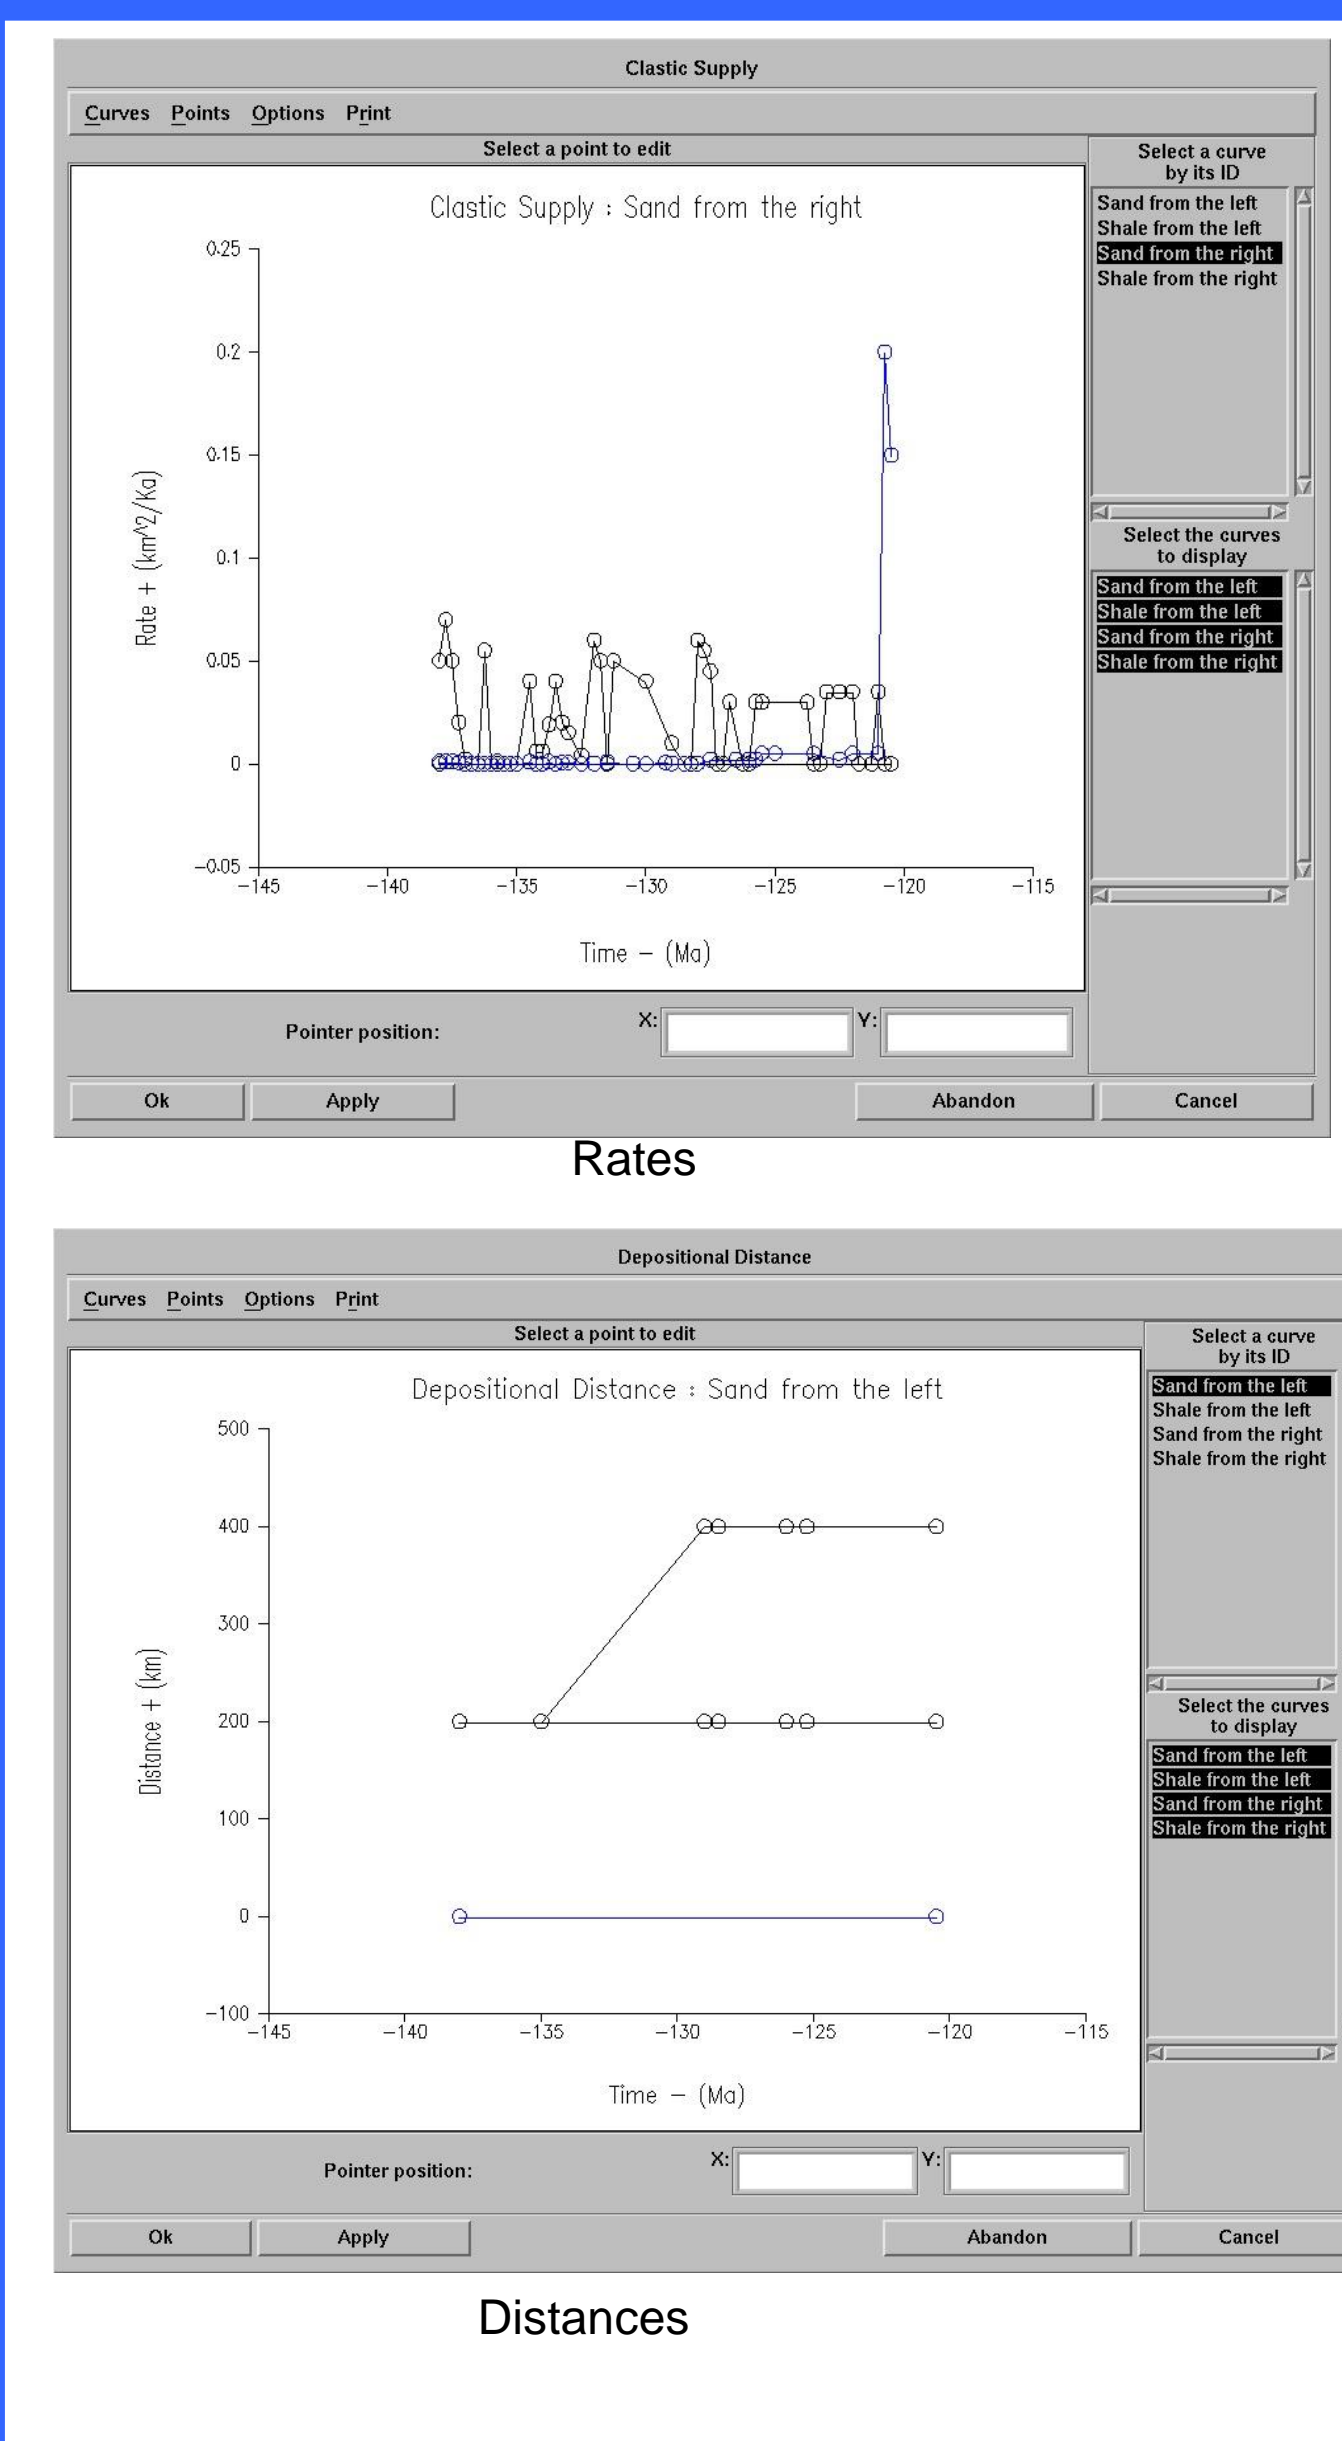 Clastic Supply
Curves Points Options Print
Select a point to edit
Select a curve
by its ID
Sand from the left
Shale from the left
Sand from the right
Shale from the right
Clastic Supply : Sand from the right
0.25
0.2
0.15
0.1
0.05
0
-0.05
Rate + (km^2/Ka)
-145 -140 -135 -130 -125 -120 -115
Time - (Ma)
Select the curves
to display
Sand from the left
Shale from the left
Sand from the right
Shale from the right
Pointer position: X: Y:
Ok Apply Abandon Cancel
Rates
Depositional Distance
Curves Points Options Print
Select a point to edit
Select a curve
by its ID
Sand from the left
Shale from the left
Sand from the right
Shale from the right
Depositional Distance : Sand from the left
500
400
300
200
100
0
-100
Distance + (km)
-145 -140 -135 -130 -125 -120 -115
Time - (Ma)
Select the curves
to display
Sand from the left
Shale from the left
Sand from the right
Shale from the right
Pointer position: X: Y:
Ok Apply Abandon Cancel
Distances